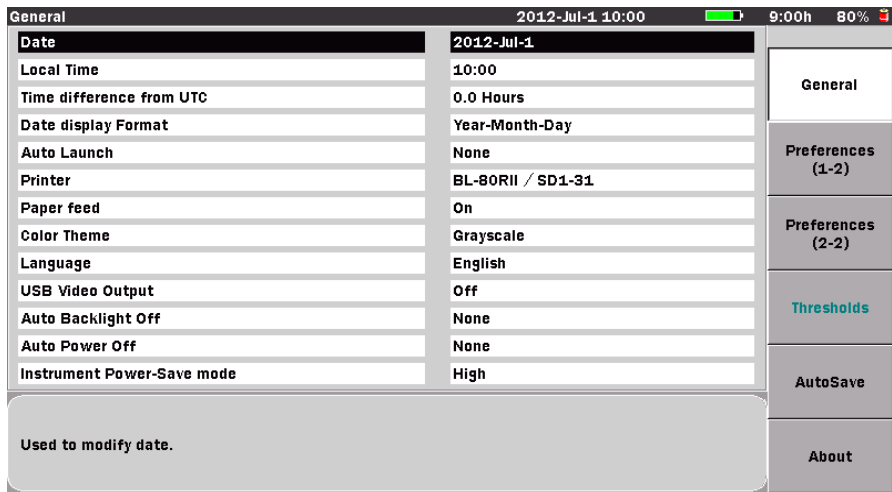 General 2012-Jul-1 10:00 9:00h 80%
Date 2012-Jul-1
Local Time 10:00
Time difference from UTC 0.0 Hours
Date display Format Year-Month-Day
Auto Launch None
Printer BL-80RII / SD1-31
Paper feed On
Color Theme Grayscale
Language English
USB Video Output Off
Auto Backlight Off None
Auto Power Off None
Instrument Power-Save mode High
Used to modify date.
General
Preferences
(1-2)
Preferences
(2-2)
Thresholds
AutoSave
About